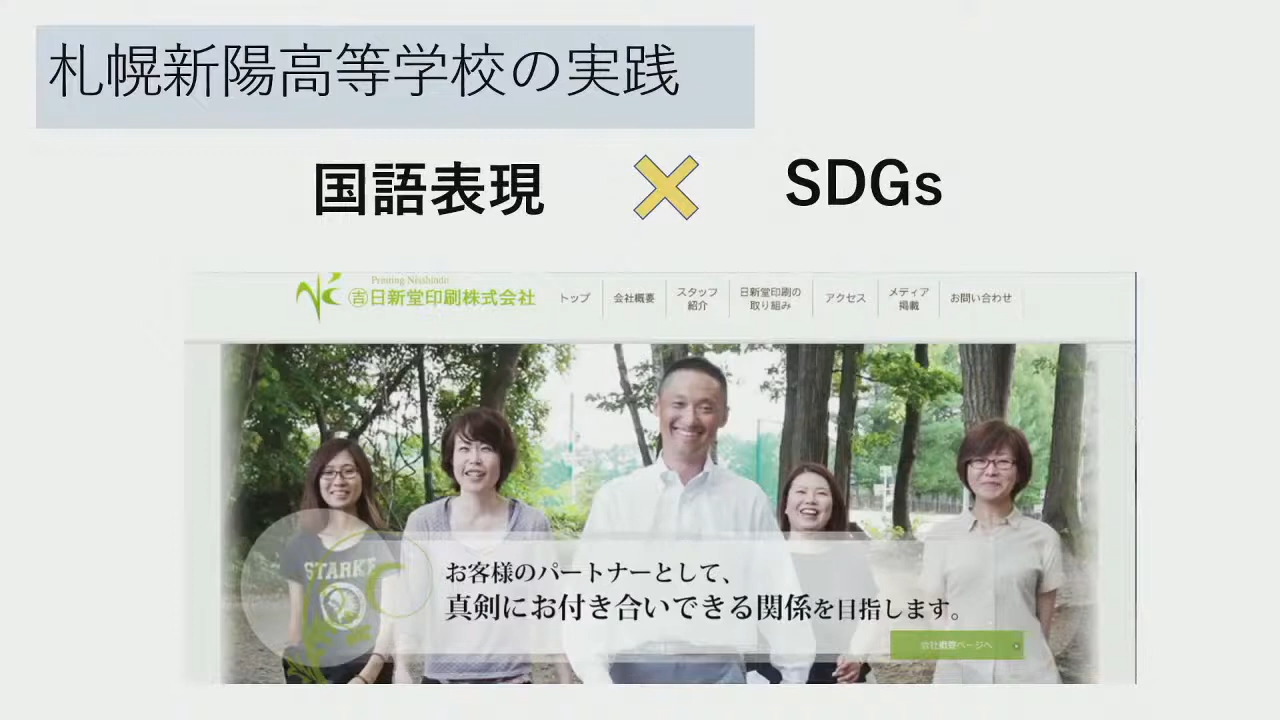 札幌新陽高等学校の実践
国語表現
SDGs
Printing Nisshindo
㊞日新堂印刷株式会社
トップ
会社概要
スタッフ
紹介
日新堂印刷の
取り組み
アクセス
メディア
掲載
お問い合わせ
STARKE
お客様のパートナーとして、
真剣にお付き合いできる関係を目指します。
会社概要ページへ